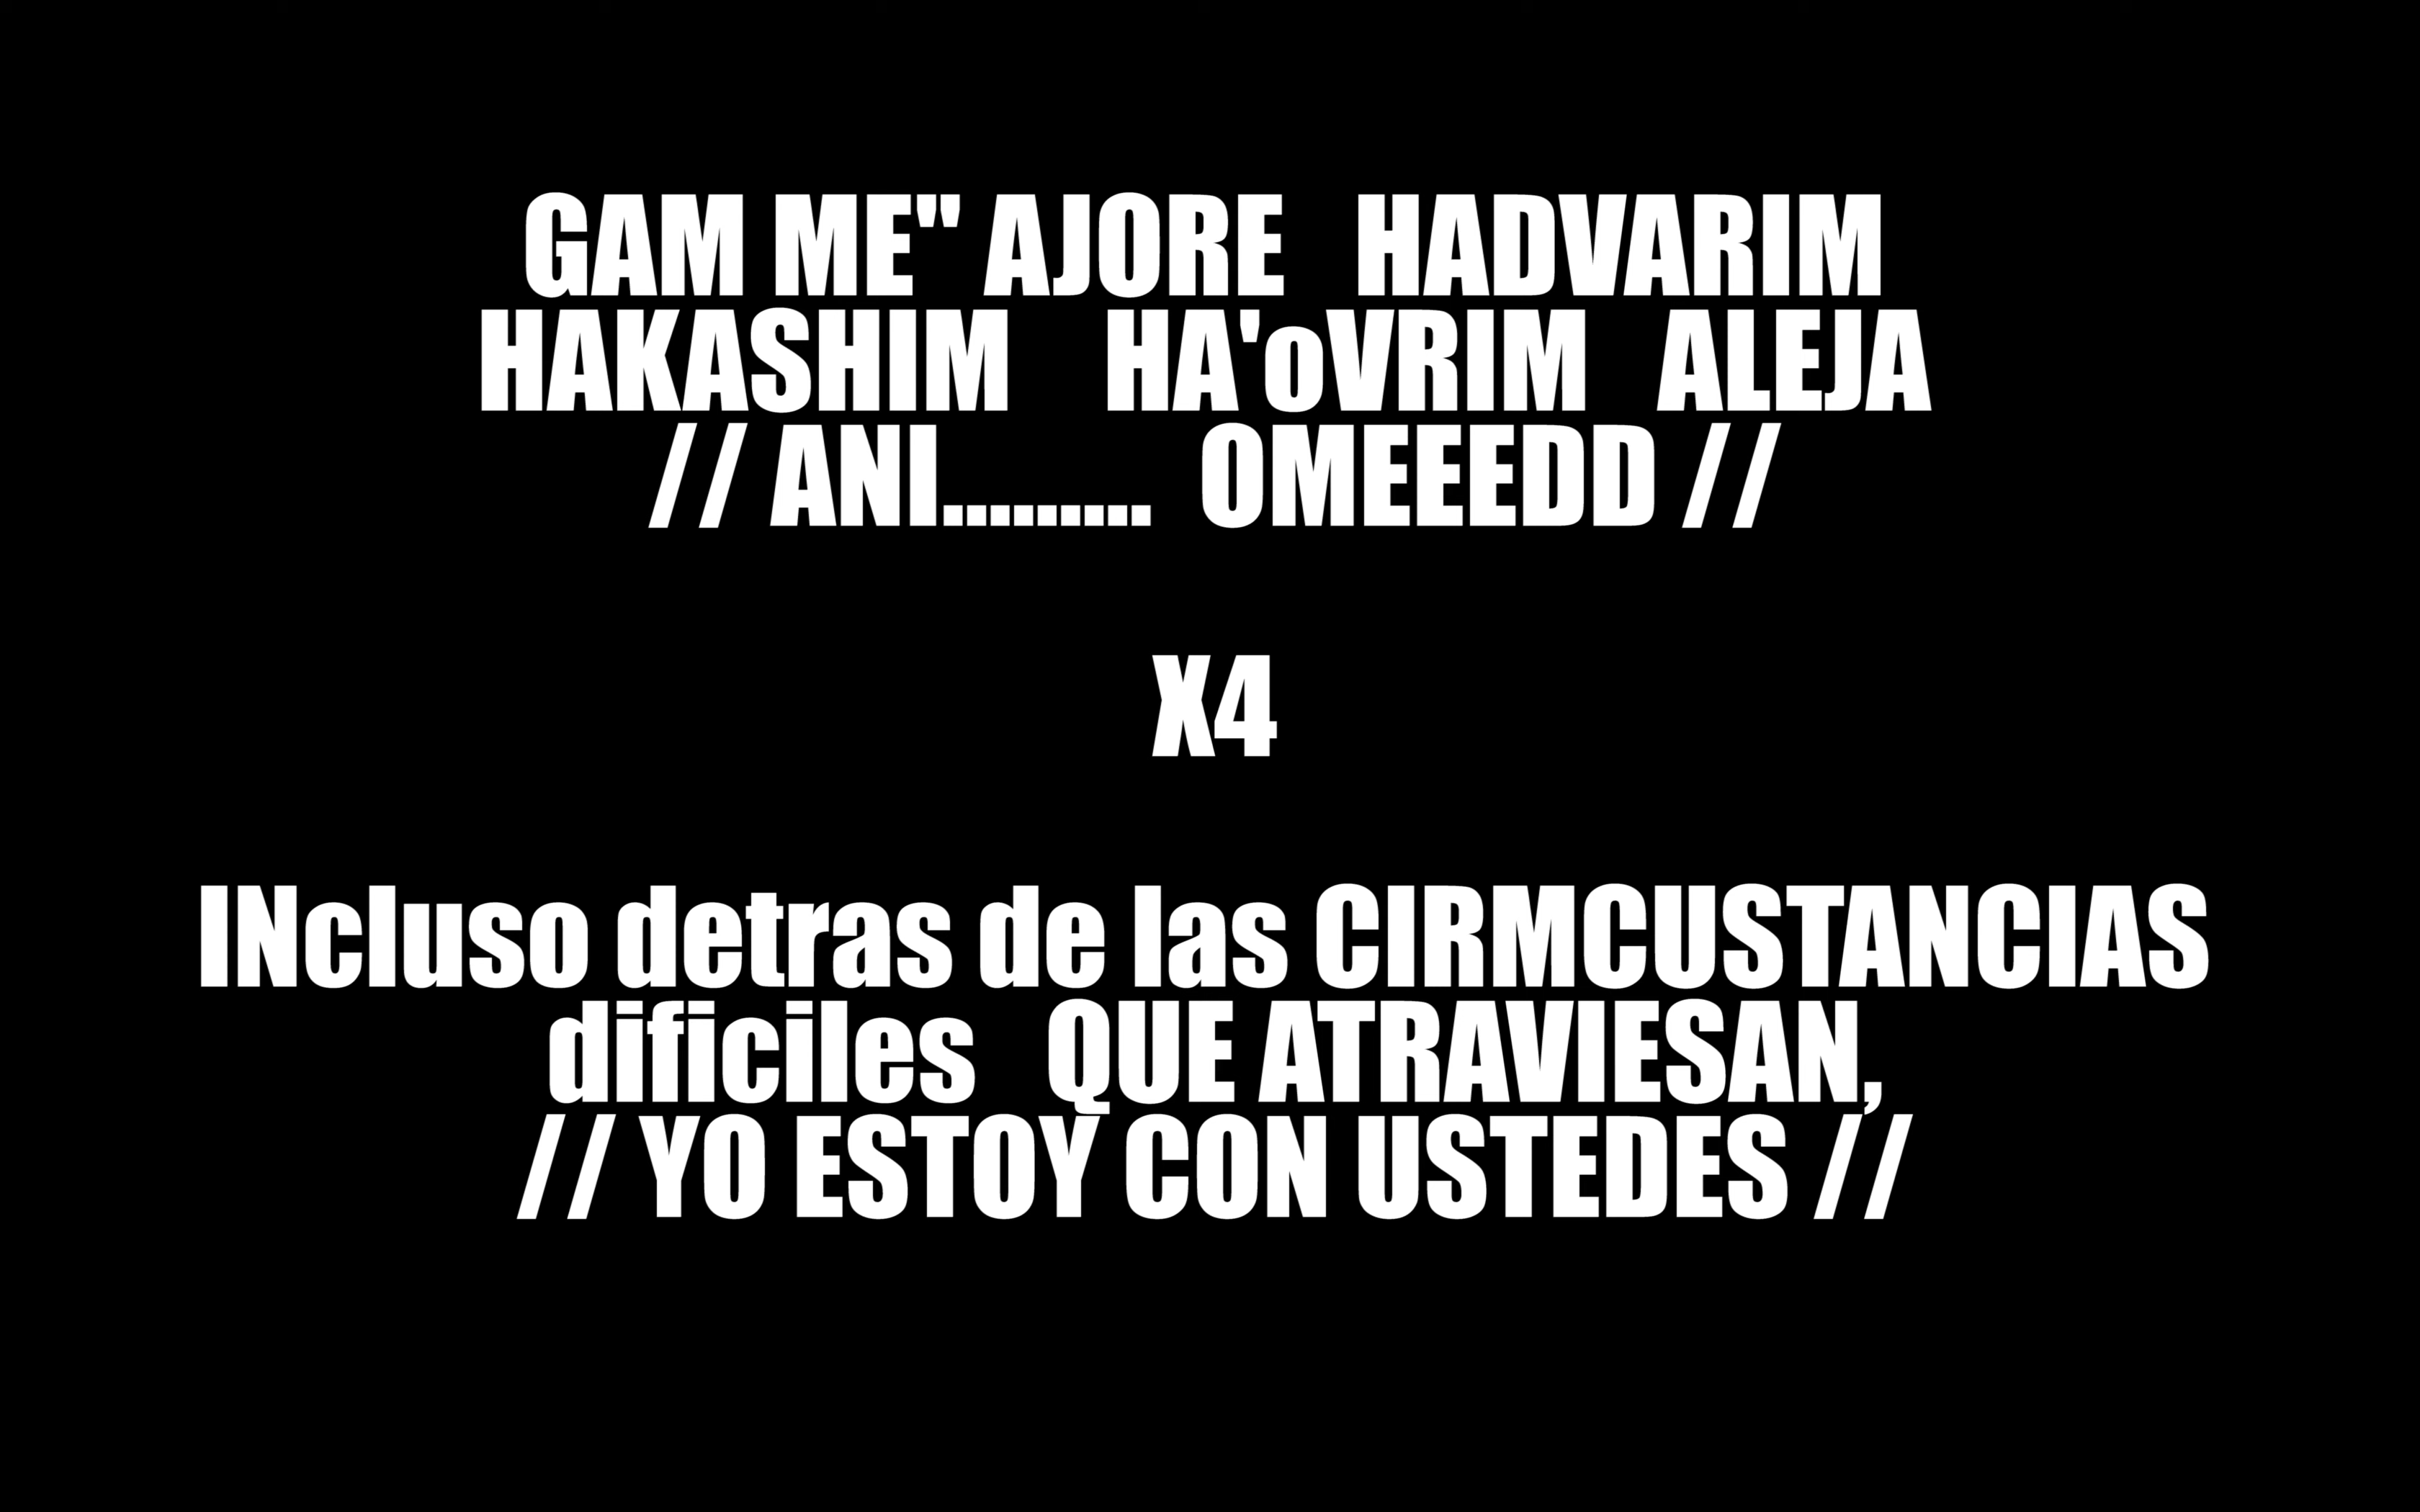 GAM ME" AJORE HADVARIM
HAKASHIM HA'oVRIM ALEJA
// ANI......... OMEEEDD //
X4
INcluso detras de las CIRMCUSTANCIAS
dificiles QUE ATRAVIESAN,
// YO ESTOY CON USTEDES //